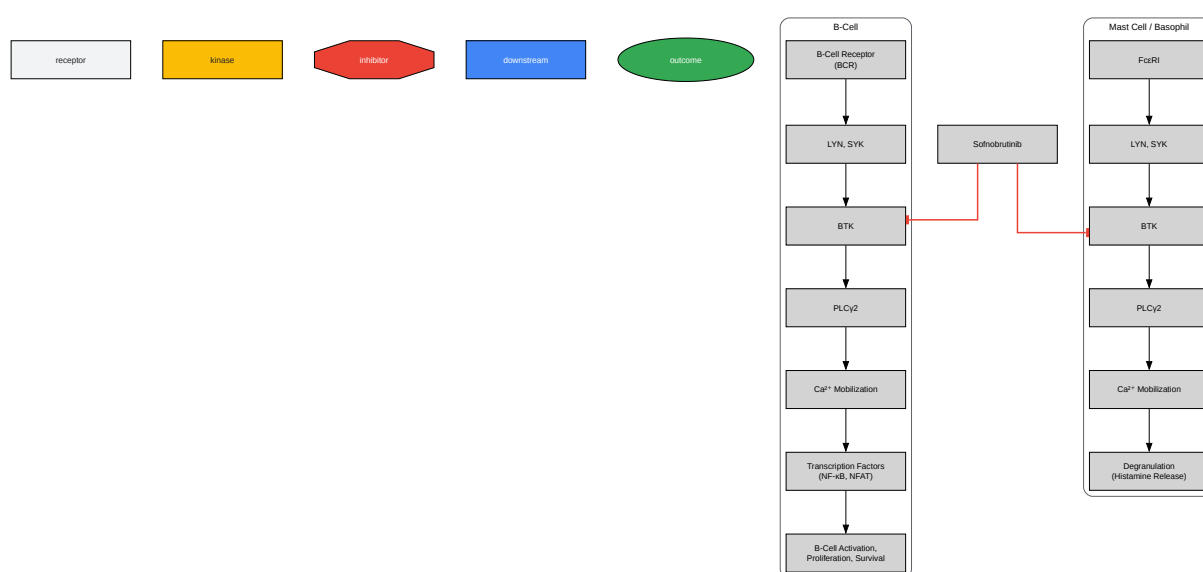 receptor
kinase
inhibitor
downstream
outcome
B-Cell
B-Cell Receptor
(BCR)
LYN, SYK
BTK
PLCγ2
Ca²⁺ Mobilization
Transcription Factors
(NF-κB, NFAT)
B-Cell Activation,
Proliferation, Survival
Sofnobrutinib
Mast Cell / Basophil
FcεRI
LYN, SYK
BTK
PLCγ2
Ca²⁺ Mobilization
Degranulation
(Histamine Release)